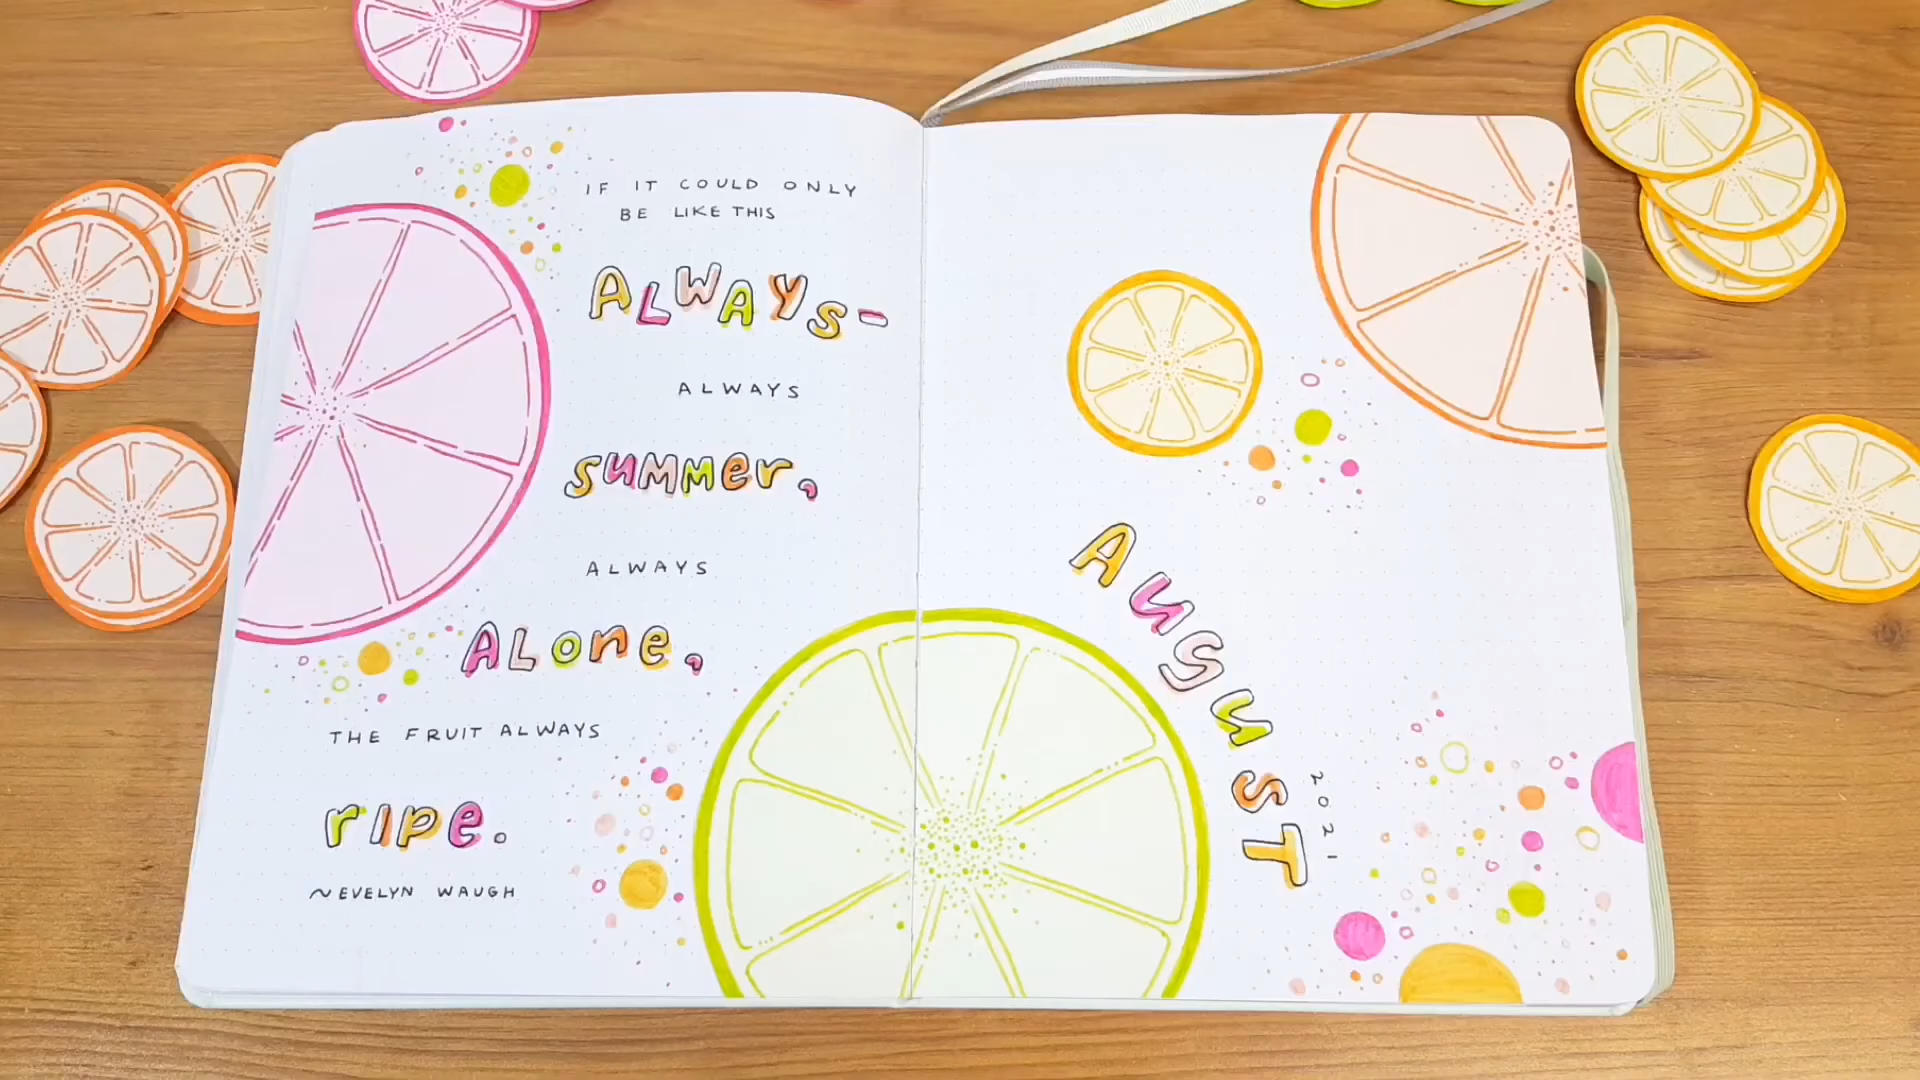 IF IT COULD ONLY
BE LIKE THIS
ALWAYS-
ALWAYS
summer,
ALWAYS
ALone,
THE FRUIT ALWAYS
ripe.
~EVELYN WAUGH
AuguST
2021